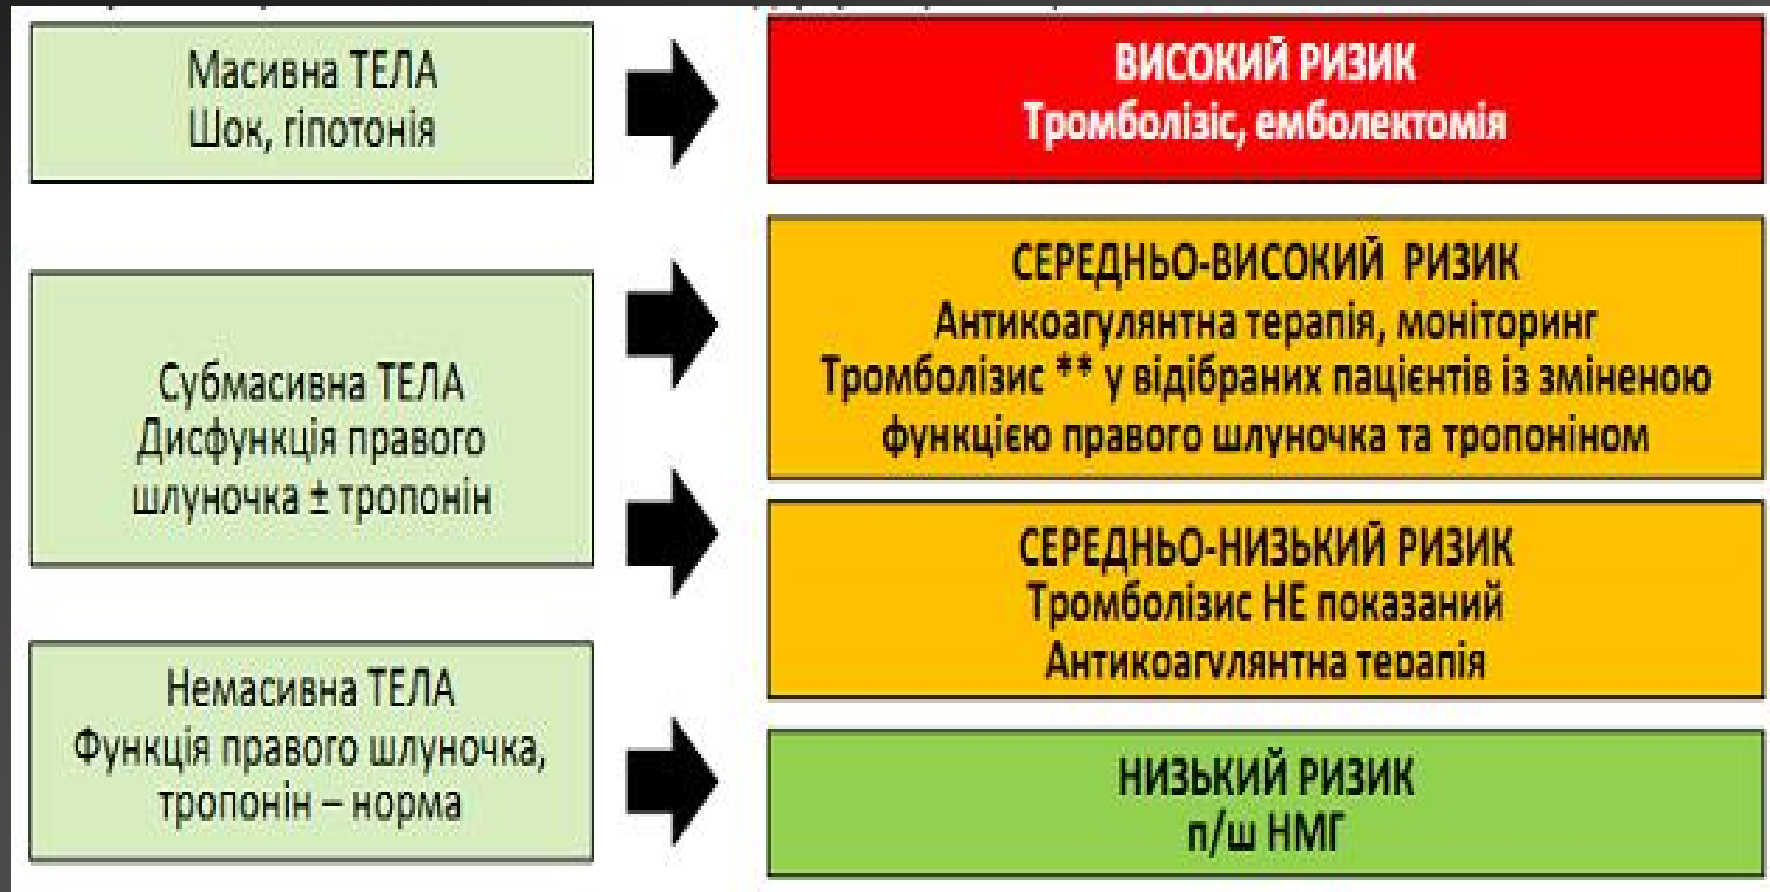 Масивна ТЕЛА
Шок, гіпотонія
ВИСОКИЙ РИЗИК
Тромболізіс, емболектомія
Субмасивна ТЕЛА
Дисфункція правого
шлуночка ± тропонін
СЕРЕДНЬО-ВИСОКИЙ РИЗИК
Антикоагулянтна терапія, моніторинг
Тромболізис ** у відібраних пацієнтів із зміненою
функцією правого шлуночка та тропоніном
СЕРЕДНЬО-НИЗЬКИЙ РИЗИК
Тромболізис НЕ показаний
Антикоагулянтна терапія
Немасивна ТЕЛА
Функція правого шлуночка,
тропонін – норма
НИЗЬКИЙ РИЗИК
п/ш НМГ